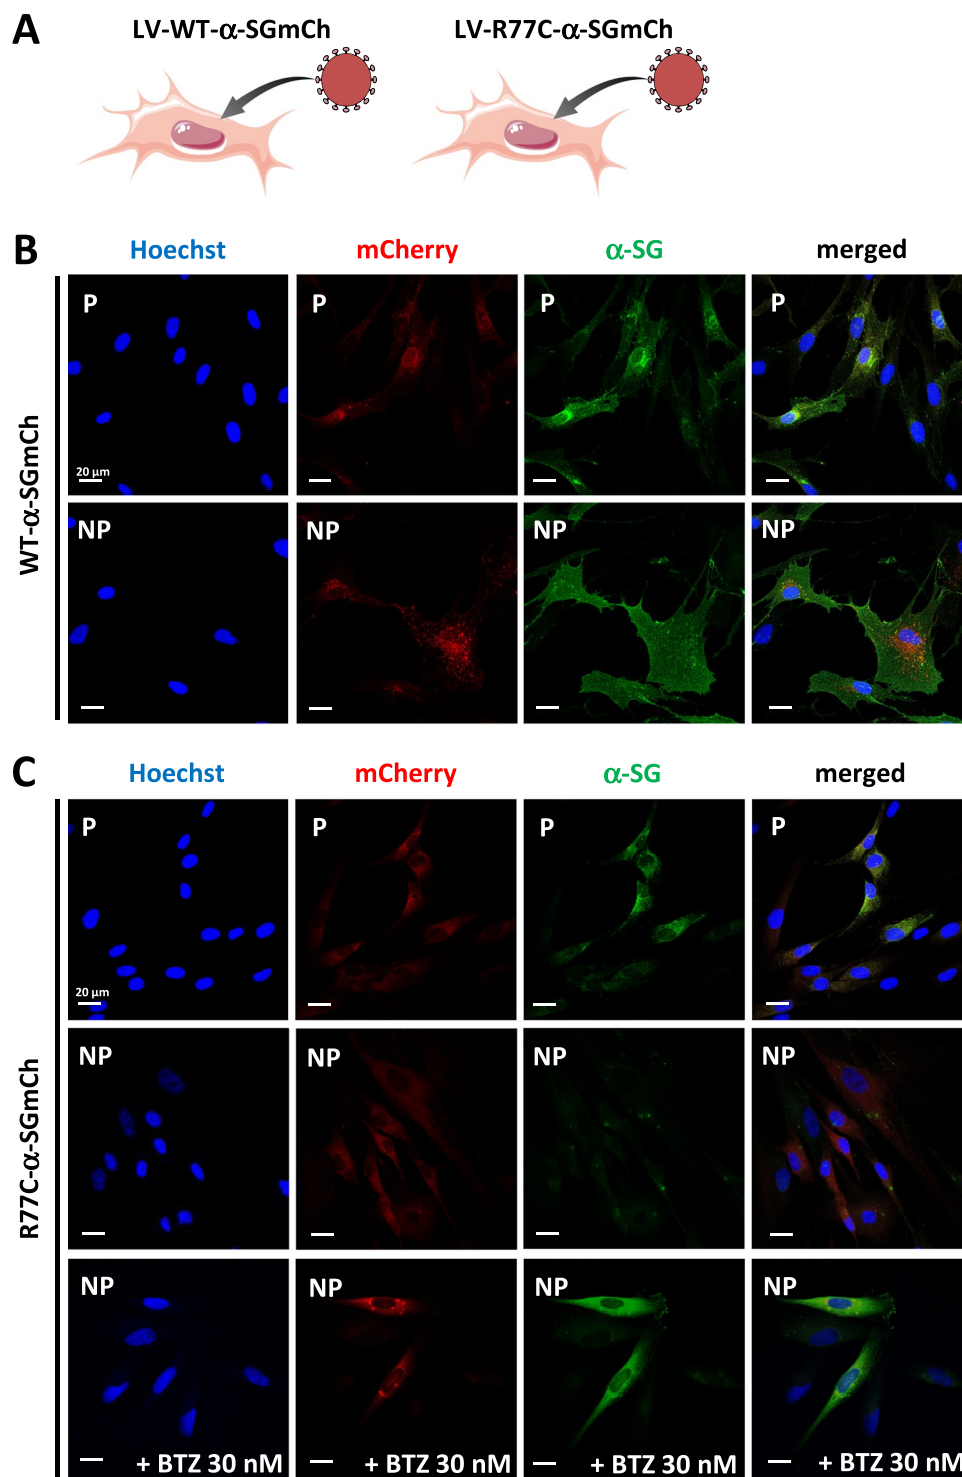 A
LV-WT-α-SGmCh LV-R77C-α-SGmCh
B
Hoechst mCherry α-SG merged
WT-α-SGmCh
P P P P
20 µm
NP NP NP NP
C
Hoechst mCherry α-SG merged
R77C-α-SGmCh
P P P P
20 µm
NP NP NP NP
NP NP NP NP
+ BTZ 30 nM + BTZ 30 nM + BTZ 30 nM + BTZ 30 nM